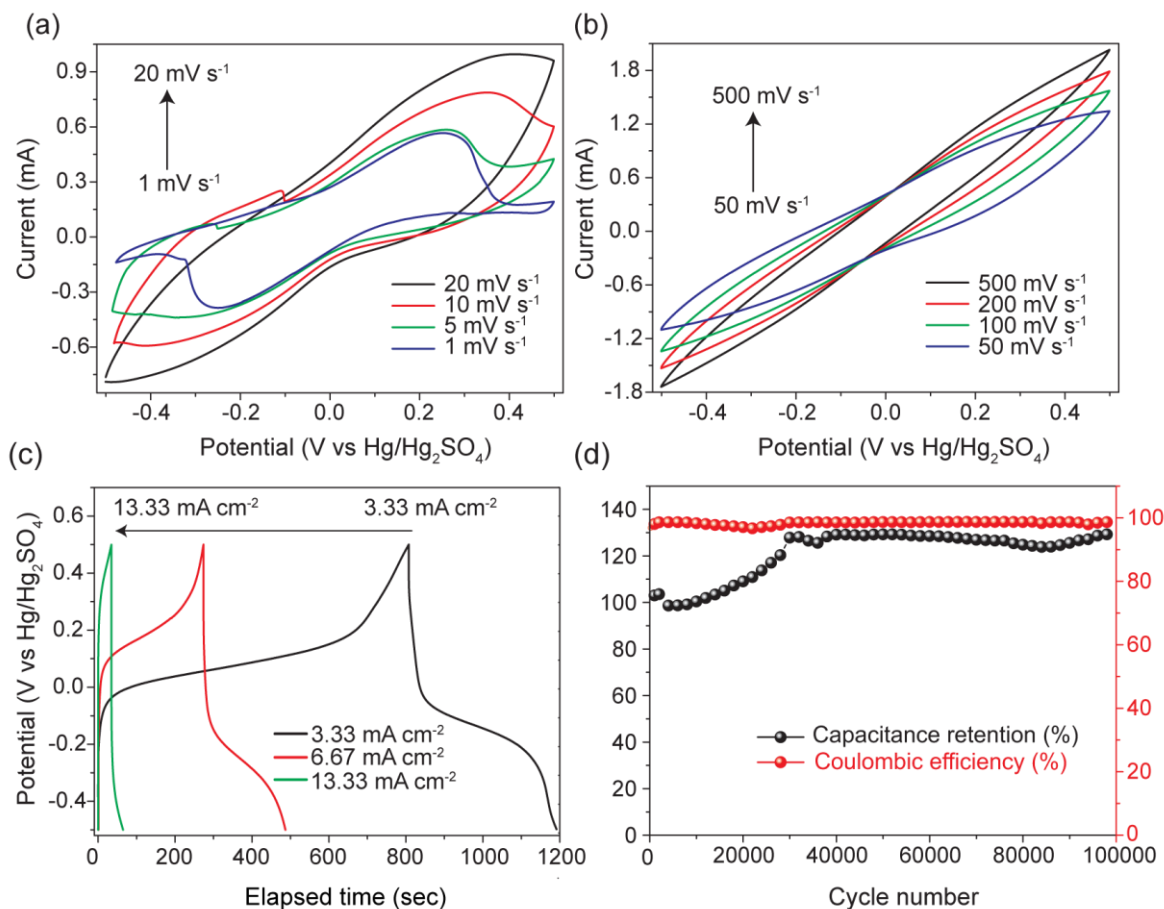 (a)
20 mV s⁻¹
1 mV s⁻¹
20 mV s⁻¹
10 mV s⁻¹
5 mV s⁻¹
1 mV s⁻¹
0.9
0.6
0.3
0.0
-0.3
-0.6
Current (mA)
-0.4 -0.2 0.0 0.2 0.4
Potential (V vs Hg/Hg₂SO₄)
(b)
500 mV s⁻¹
50 mV s⁻¹
500 mV s⁻¹
200 mV s⁻¹
100 mV s⁻¹
50 mV s⁻¹
1.8
1.2
0.6
0.0
-0.6
-1.2
-1.8
Current (mA)
-0.4 -0.2 0.0 0.2 0.4
Potential (V vs Hg/Hg₂SO₄)
(c)
13.33 mA cm⁻² 3.33 mA cm⁻²
3.33 mA cm⁻²
6.67 mA cm⁻²
13.33 mA cm⁻²
0.6
0.4
0.2
0.0
-0.2
-0.4
Potential (V vs Hg/Hg₂SO₄)
0 200 400 600 800 1000 1200
Elapsed time (sec)
(d)
140
120
100
80
60
40
20
0
Capacitance retention (%)
Coulombic efficiency (%)
100
80
60
40
20
0
0 20000 40000 60000 80000 100000
Cycle number